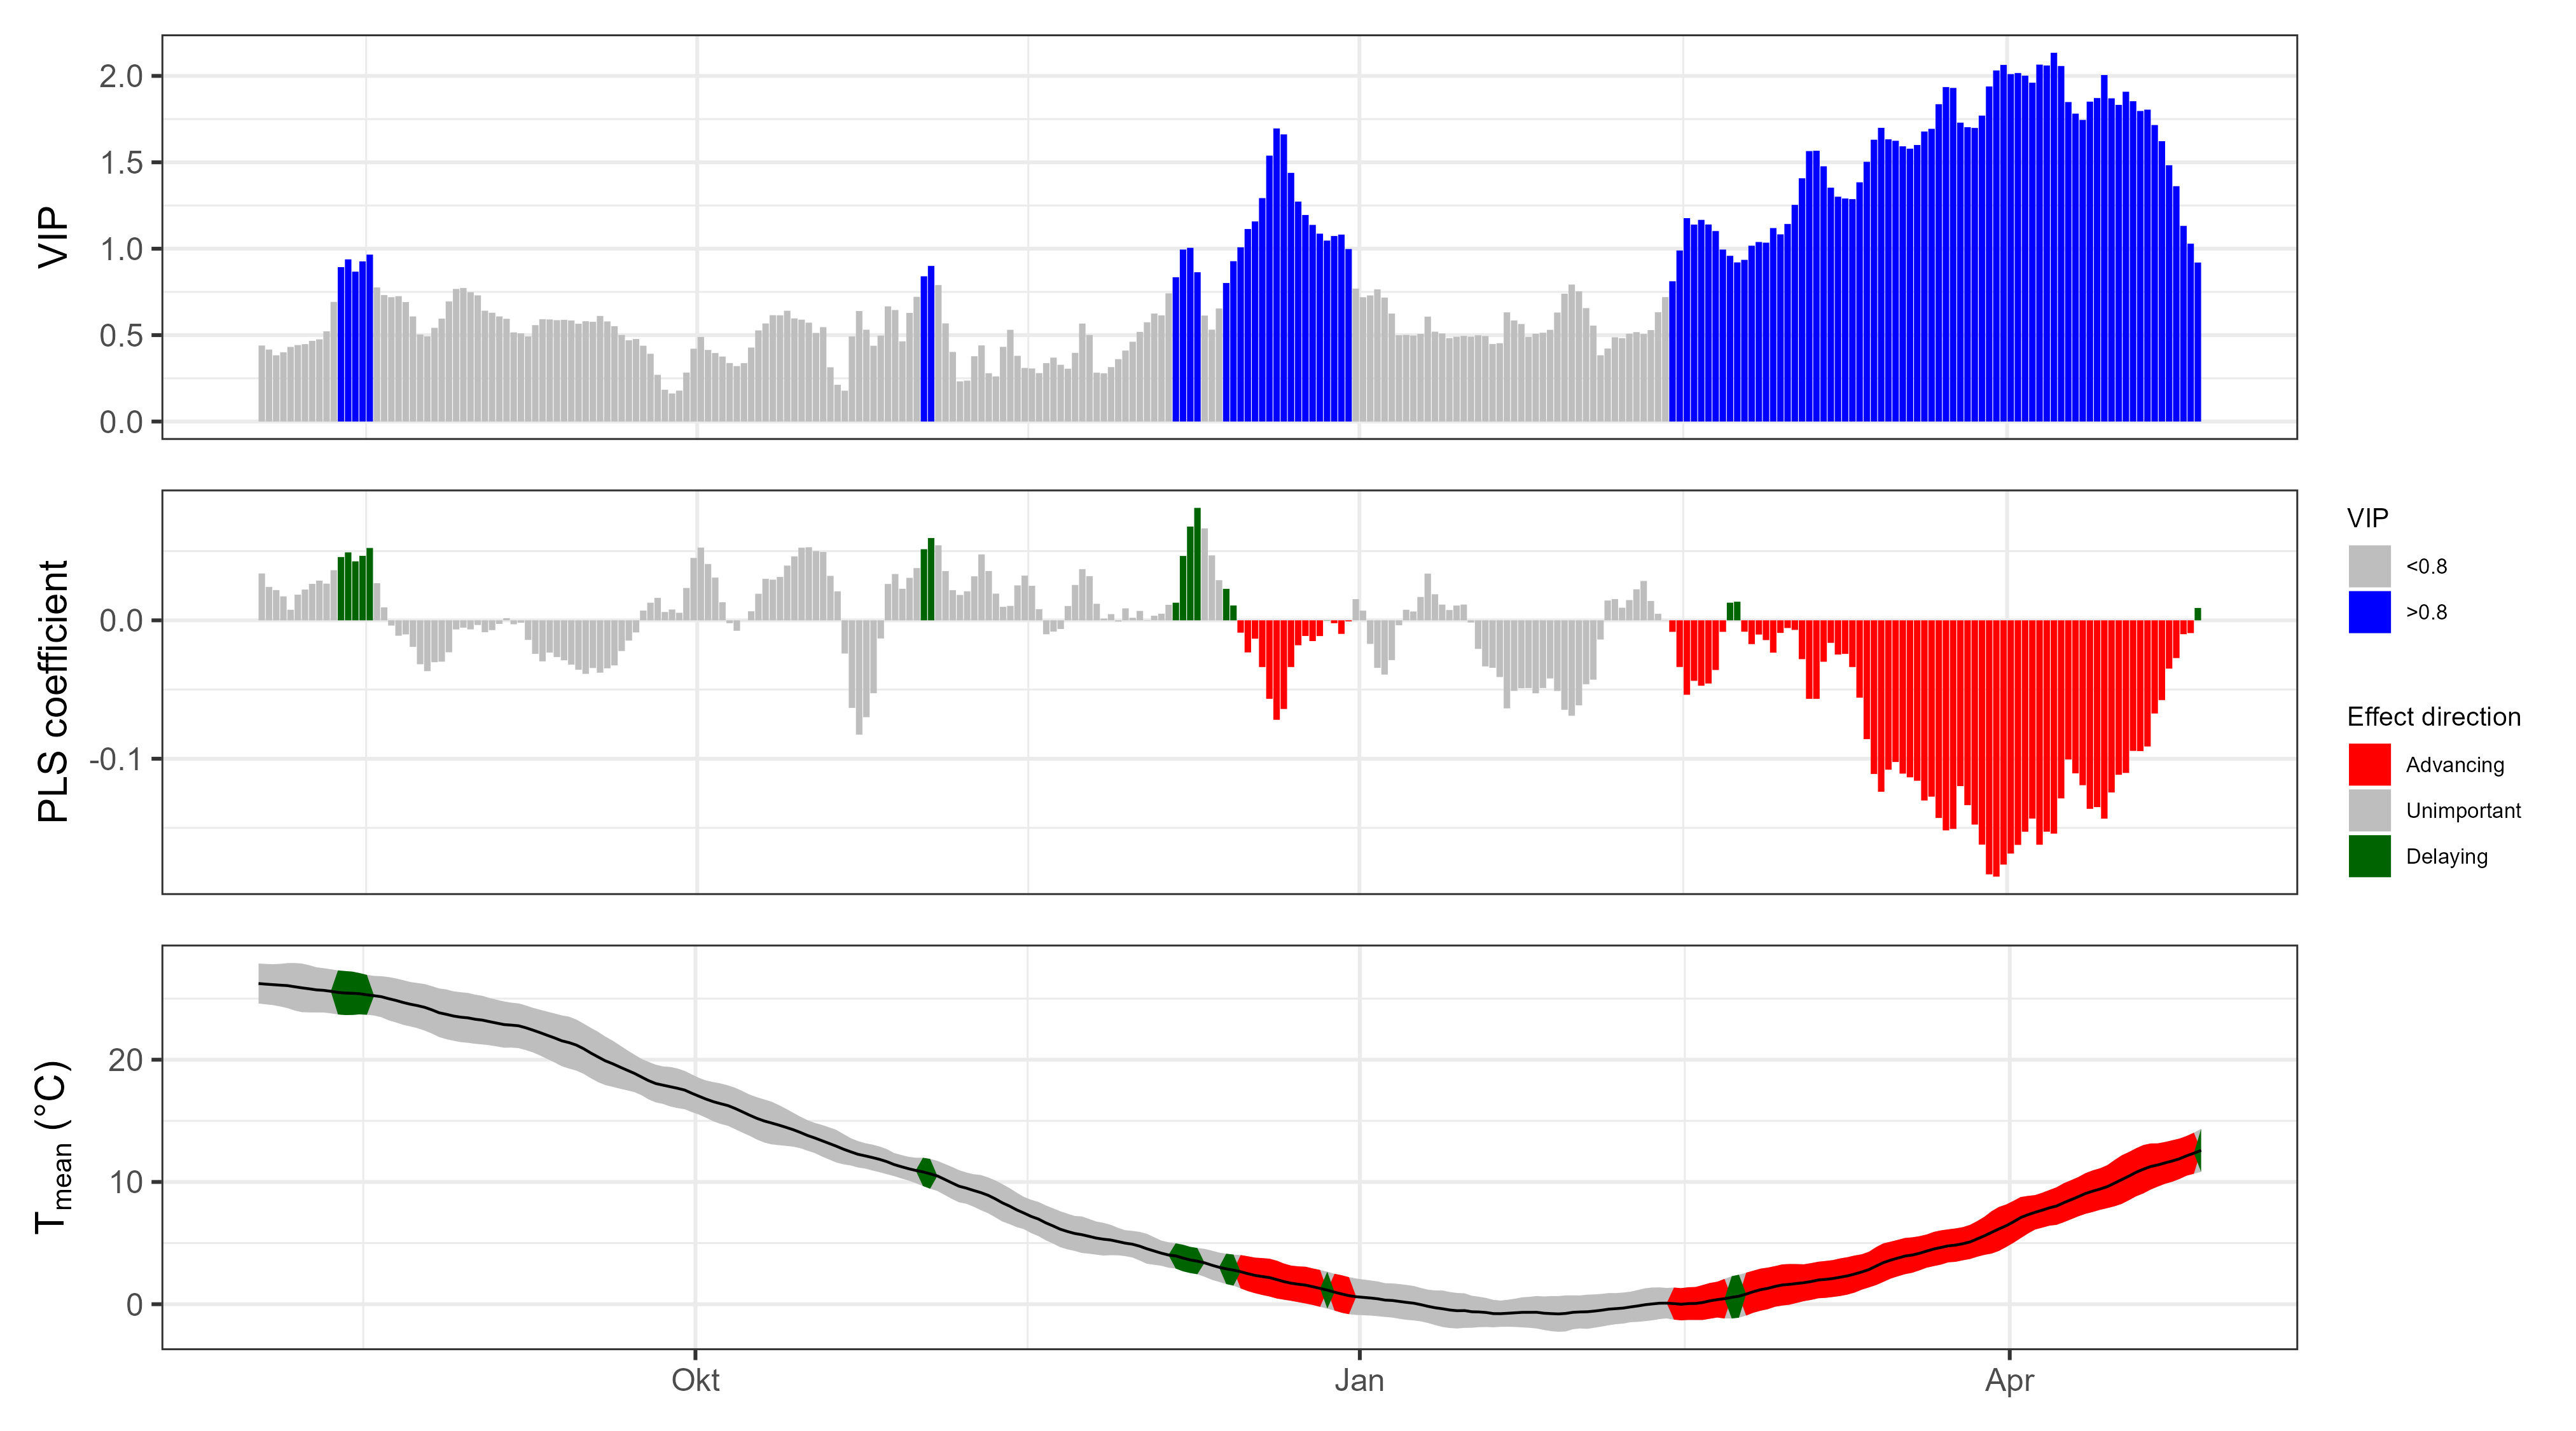 VIP
2.0
1.5
1.0
0.5
0.0
PLS coefficient
0.0
-0.1
VIP
<0.8
>0.8
Effect direction
Advancing
Unimportant
Delaying
Tmean (°C)
20
10
0
Okt
Jan
Apr